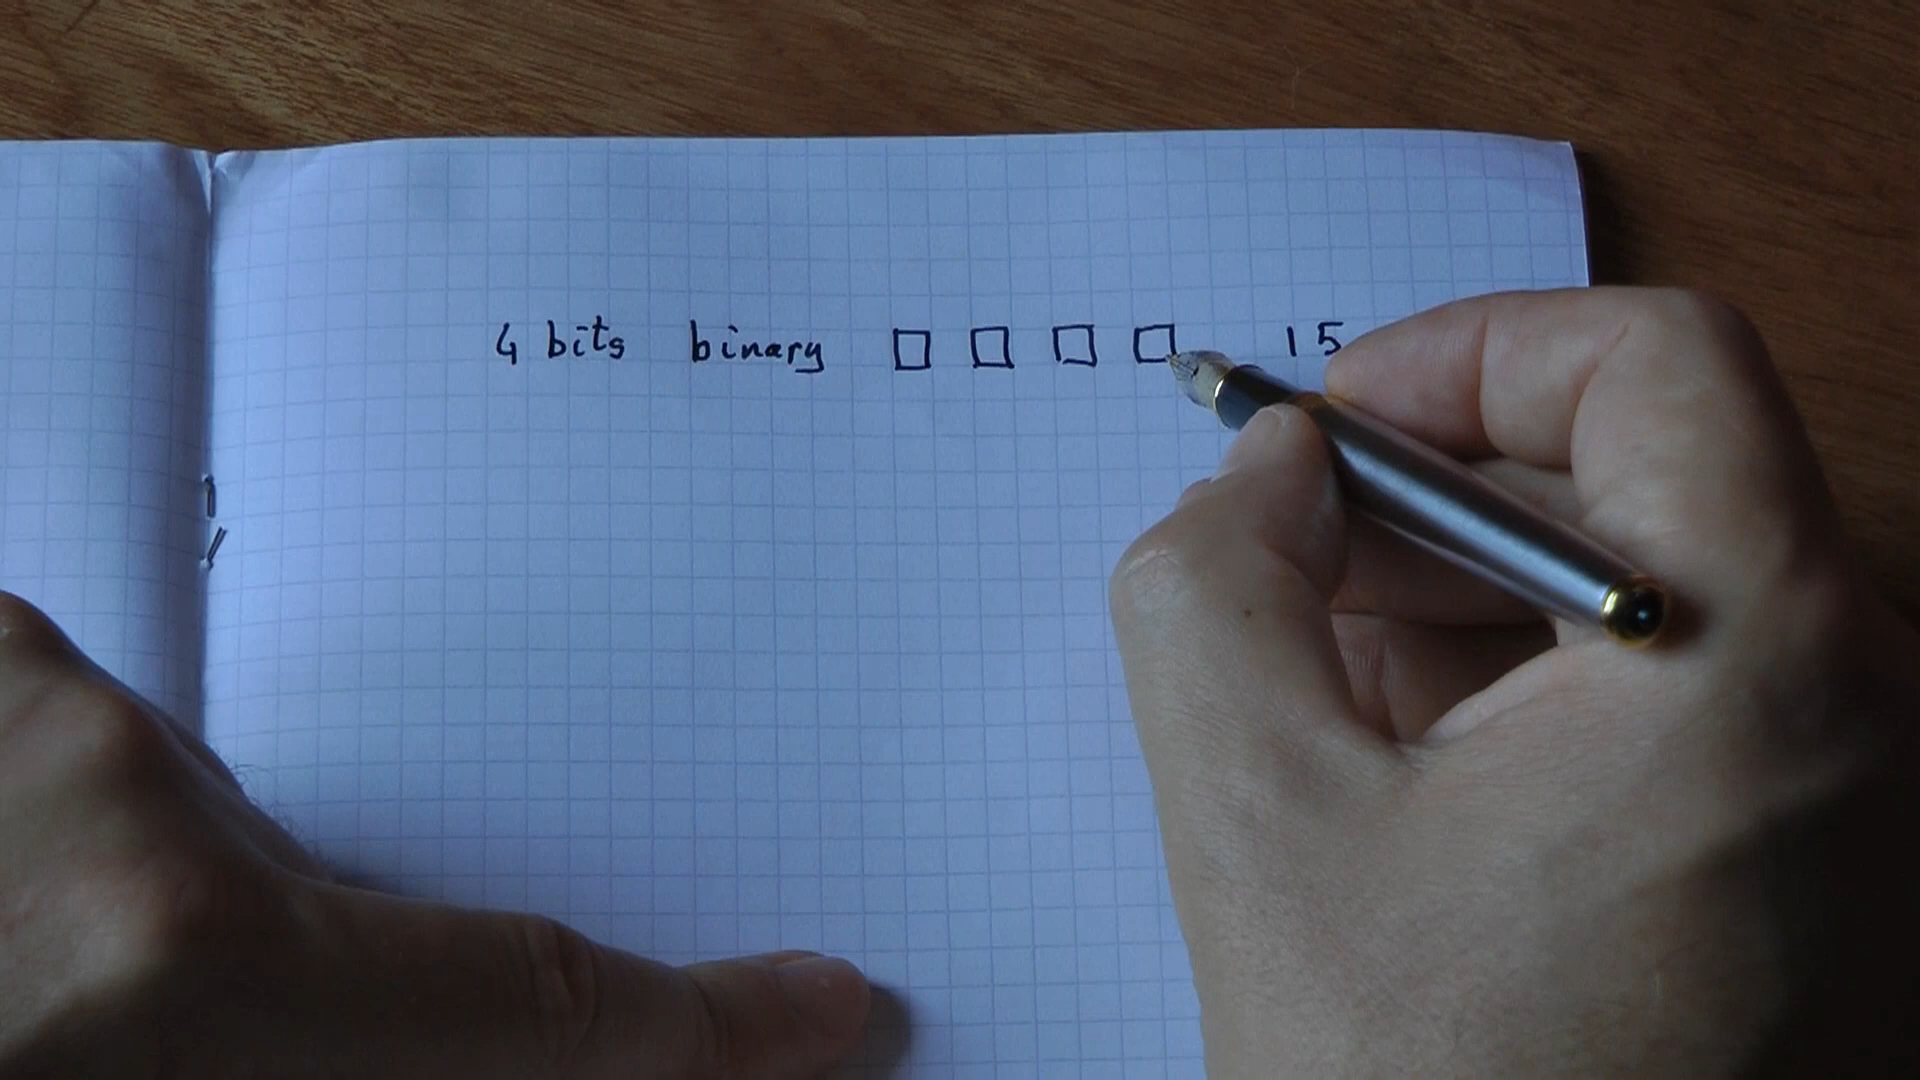 4 bits binary □ □ □ □ 15